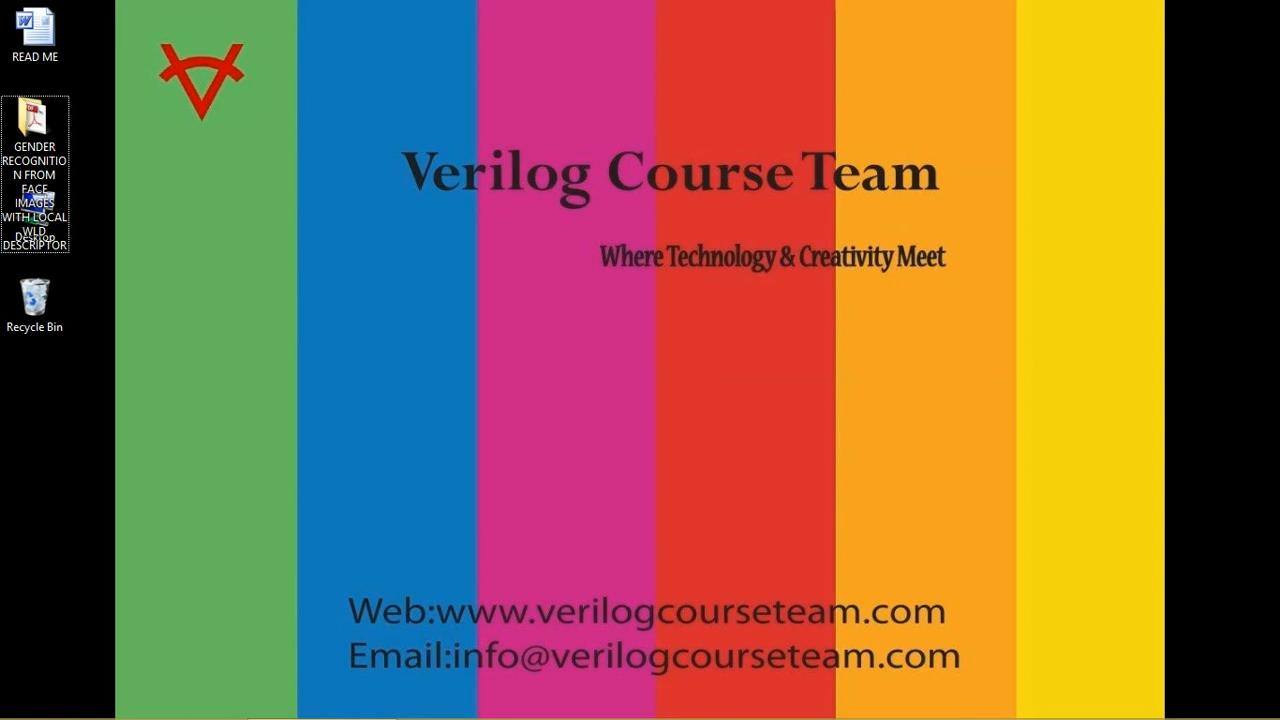 READ ME
GENDER
RECOGNITIO
N FROM
FACE
IMAGES
WITH LOCAL
WLD
DESCRIPTOR
Desktop
Recycle Bin
Verilog Course Team
Where Technology & Creativity Meet
Web:www.verilogcourseteam.com
Email:info@verilogcourseteam.com